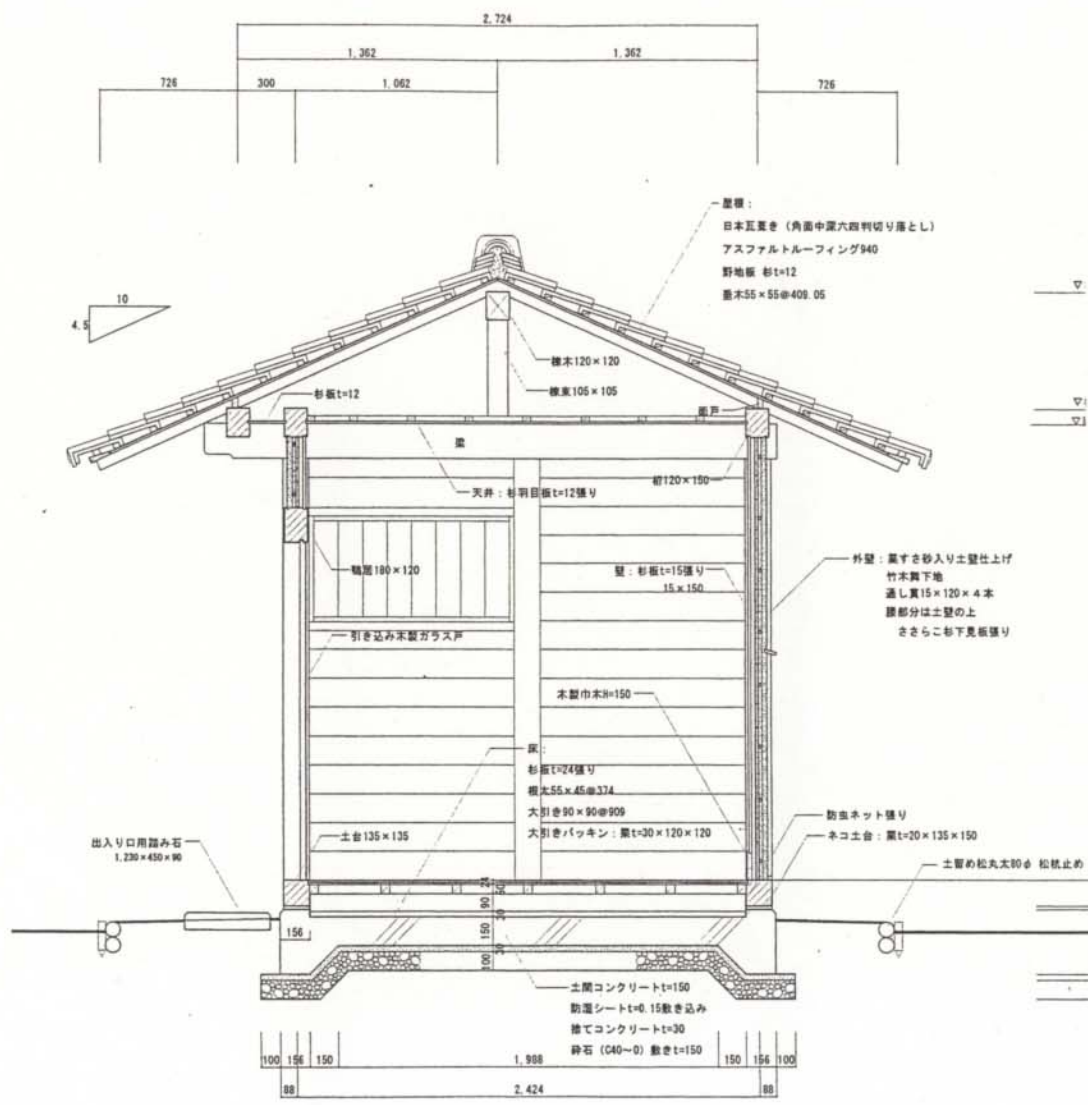 2,724
1,362
1,362
726
300
1,062
726
屋根：
日本瓦葺き（角面中深六四判切り落とし）
アスファルトルーフィング940
野地板 杉t=12
垂木55×55@409.05
10
4.5
棟木120×120
棟束105×105
杉板t=12
面戸
梁
桁120×150
天井：杉羽目板t=12張り
鴨居180×120
壁：杉板t=15張り
15×150
外壁：藁すさ砂入り土壁仕上げ
竹木舞下地
通し貫15×120×4本
腰部分は土壁の上
ささらこ杉下見板張り
引き込み木製ガラス戸
木製巾木H=150
床：
杉板t=24張り
根太55×45@374
大引き90×90@909
大引きパッキン：栗t=30×120×120
土台135×135
防虫ネット張り
ネコ土台：栗t=20×135×150
出入り口用踏み石
1,230×450×90
土留め松丸太80φ 松杭止め
24
90
30
156
150
30
100
土間コンクリートt=150
防湿シートt=0.15敷き込み
捨てコンクリートt=30
砕石（C40～0）敷きt=150
100
156
150
1,988
150
156
100
88
2,424
88